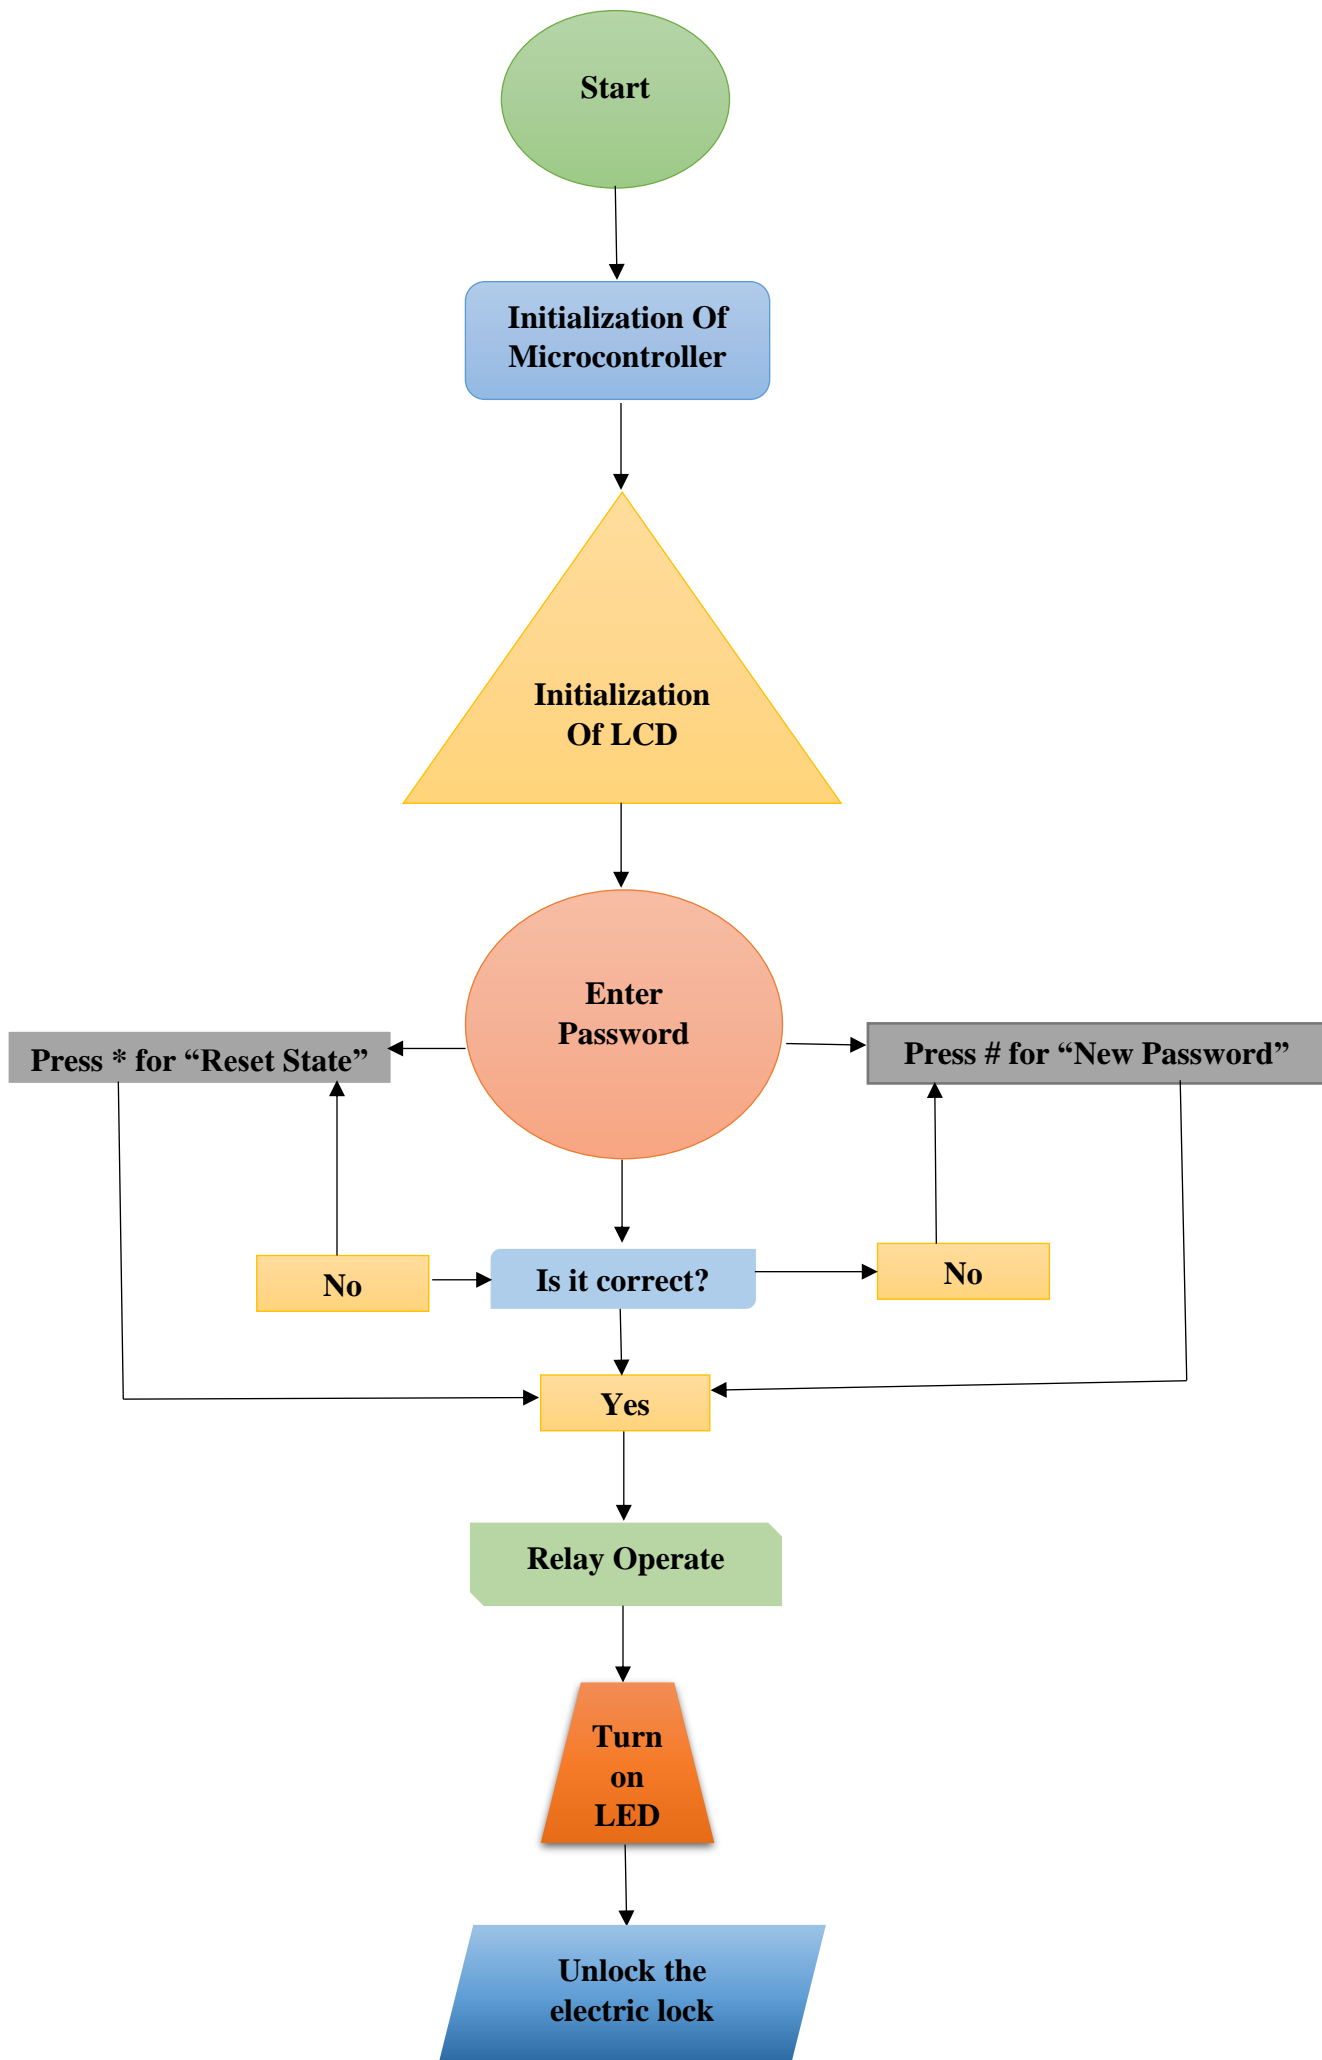 Start
Initialization Of
Microcontroller
Initialization
Of LCD
Enter
Password
Press * for “Reset State”
Press # for “New Password”
No
Is it correct?
No
Yes
Relay Operate
Turn
on
LED
Unlock the
electric lock